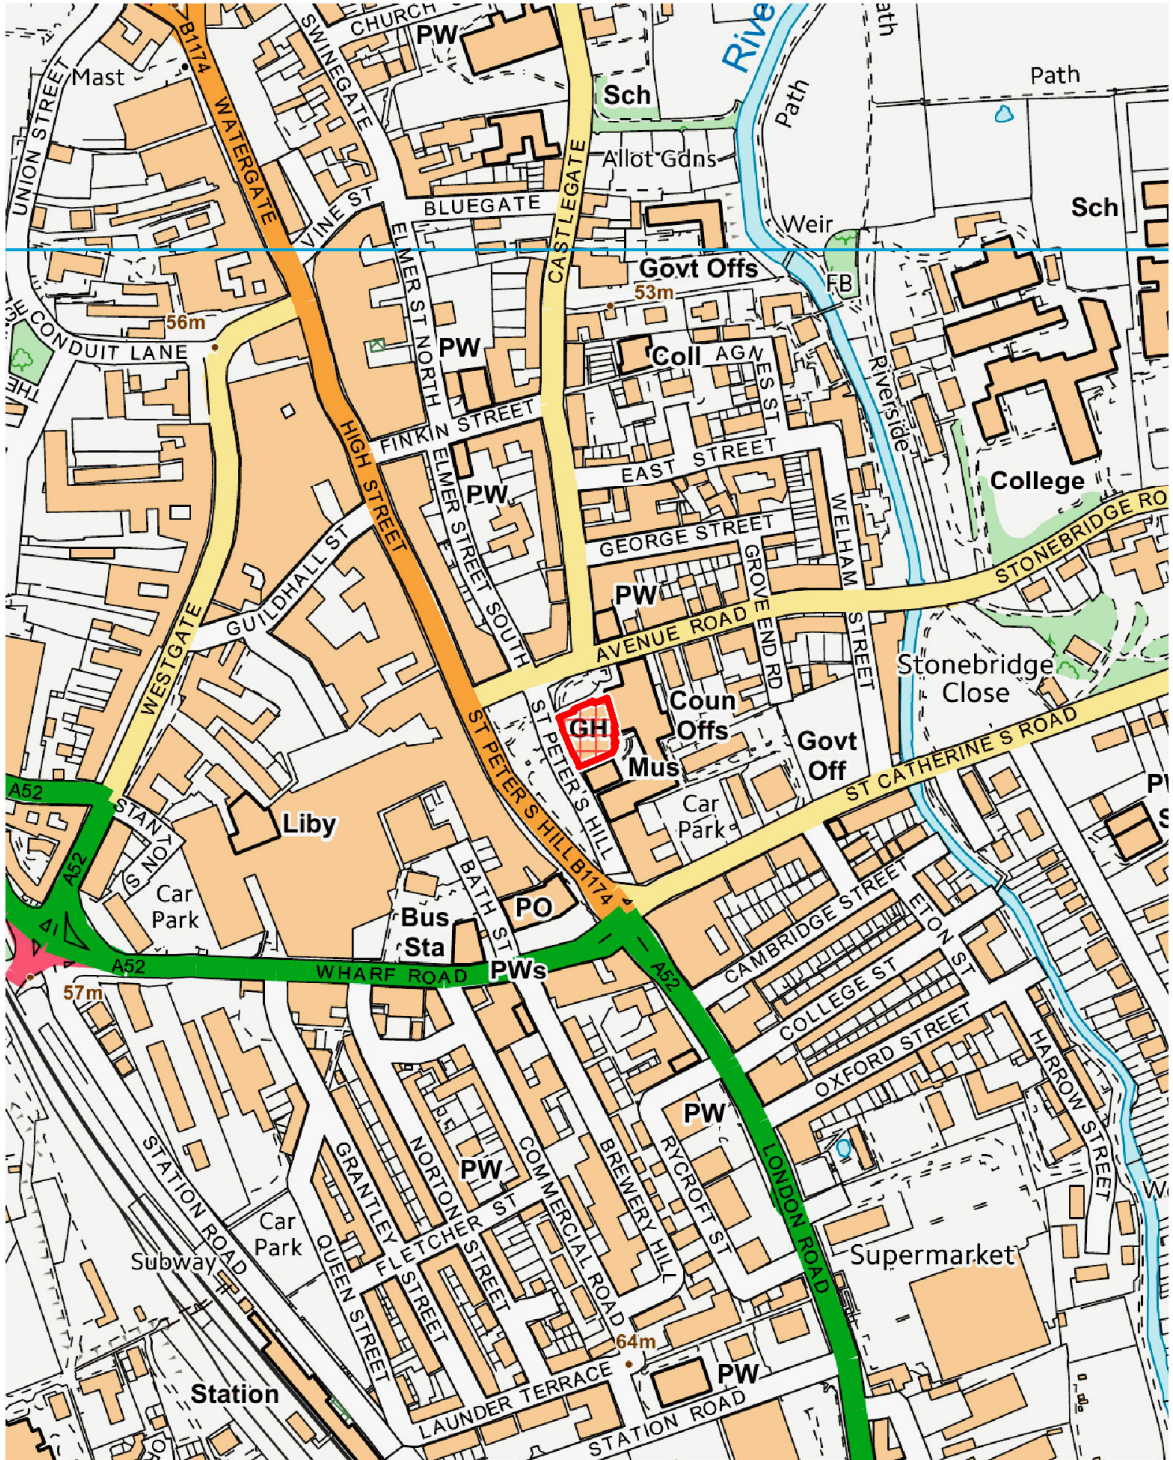 CHURCH
PW
B1174
SWINEGATE
Rive
ath
Mast
Path
Sch
Path
UNION STREET
WATERGATE
CASTLEGATE
Allot Gdns
VINE ST
BLUEGATE
Sch
Weir
ELMER ST NORTH
Govt Offs
53m
FB
56m
CONDUIT LANE
THE
PW
Coll
AGNES ST
Riverside
FINKIN STREET
HIGH STREET
EAST STREET
PW
College
ELMER STREET SOUTH
WELHAM STREET
GEORGE STREET
STONEBRIDGE RO
GUILDHALL ST
GROVE END RD
PW
AVENUE ROAD
WESTGATE
Stonebridge
Close
Coun
Offs
GH
ST PETER'S HILL
ST PETER S HILL
B1174
Govt
Off
Mus
ST CATHERINE S ROAD
A52
Car
Park
STANTON S
Liby
A52
Car
Park
BATH ST
PO
Bus
Sta
CAMBRIDGE STREET
ETON ST
A52
WHARF ROAD
PWs
A52
57m
COLLEGE ST
OXFORD STREET
HARROW STREET
PW
STATION ROAD
GRANTLEY STREET
NORTON STREET
PW
COMMERCIAL ROAD
BREWERY HILL
RYCROFT ST
LONDON ROAD
FLETCHER ST
Car
Park
Subway
QUEEN STREET
Supermarket
64m
Station
PW
LAUNDER TERRACE
STATION ROAD